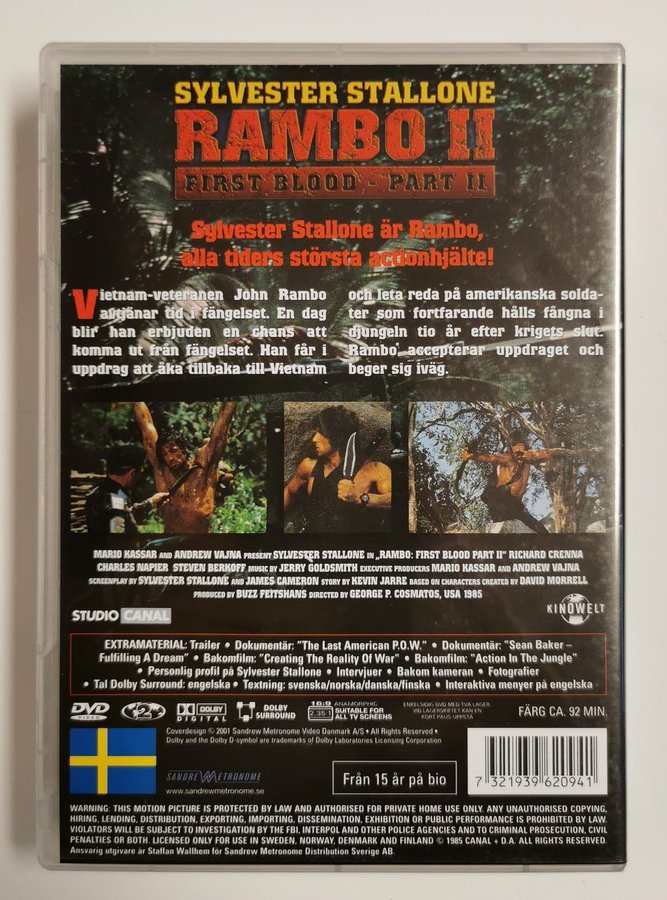 SYLVESTER STALLONE
RAMBO II
FIRST BLOOD - PART II
Sylvester Stallone är Rambo,
alla tiders största actionhjälte!
Vietnam-veteranen John Rambo
avtjänar tid i fängelset. En dag
blir han erbjuden en chans att
komma ut från fängelset. Han får i
uppdrag att åka tillbaka till Vietnam
och leta reda på amerikanska solda-
ter som fortfarande hålls fångna i
djungeln tio år efter krigets slut.
Rambo accepterar uppdraget och
beger sig iväg.
MARIO KASSAR AND ANDREW VAJNA PRESENT SYLVESTER STALLONE IN „RAMBO: FIRST BLOOD PART II" RICHARD CRENNA
CHARLES NAPIER STEVEN BERKOFF MUSIC BY JERRY GOLDSMITH EXECUTIVE PRODUCERS MARIO KASSAR AND ANDREW VAJNA
SCREENPLAY BY SYLVESTER STALLONE AND JAMES CAMERON STORY BY KEVIN JARRE BASED ON CHARACTERS CREATED BY DAVID MORRELL
PRODUCED BY BUZZ FEITSHANS DIRECTED BY GEORGE P. COSMATOS, USA 1985
STUDIO CANAL
KINOWELT
EXTRAMATERIAL: Trailer • Dokumentär: "The Last American P.O.W." • Dokumentär: "Sean Baker –
Fulfilling A Dream" • Bakomfilm: "Creating The Reality Of War" • Bakomfilm: "Action In The Jungle"
• Personlig profil på Sylvester Stallone • Intervjuer • Bakom kameran • Fotografier
• Tal Dolby Surround: engelska • Textning: svenska/norska/danska/finska • Interaktiva menyer på engelska
DVD VIDEO
2
DOLBY DIGITAL
DOLBY SURROUND
16:9 2.35:1
ANAMORPHIC SUITABLE FOR ALL TV SCREENS
ENKELSIDIG DVD MED TVÅ LAGER.
VID LAGERSKIFTET KAN EN
KORT PAUS UPPSTÅ
FÄRG CA. 92 MIN.
Coverdesign © 2001 Sandrew Metronome Video Danmark A/S • All Rights Reserved •
Dolby and the Dolby D-symbol are trademarks of Dolby Laboratories Licensing Corporation
SANDREW METRONOME
www.sandrewmetronome.se
Från 15 år på bio
7 321939 620941
WARNING: THIS MOTION PICTURE IS PROTECTED BY LAW AND AUTHORISED FOR PRIVATE HOME USE ONLY. ANY UNAUTHORISED COPYING,
HIRING, LENDING, DISTRIBUTION, EXPORTING, IMPORTING, DISSEMINATION, EXHIBITION OR PUBLIC PERFORMANCE IS PROHIBITED BY LAW.
VIOLATORS WILL BE SUBJECT TO INVESTIGATION BY THE FBI, INTERPOL AND OTHER POLICE AGENCIES AND TO CRIMINAL PROSECUTION, CIVIL
PENALTIES OR BOTH. LICENSED ONLY FOR USE IN SWEDEN, NORWAY, DENMARK AND FINLAND © 1985 CANAL + D.A. ALL RIGHTS RESERVED.
Ansvarig utgivare är Staffan Wallhem för Sandrew Metronome Distribution Sverige AB.